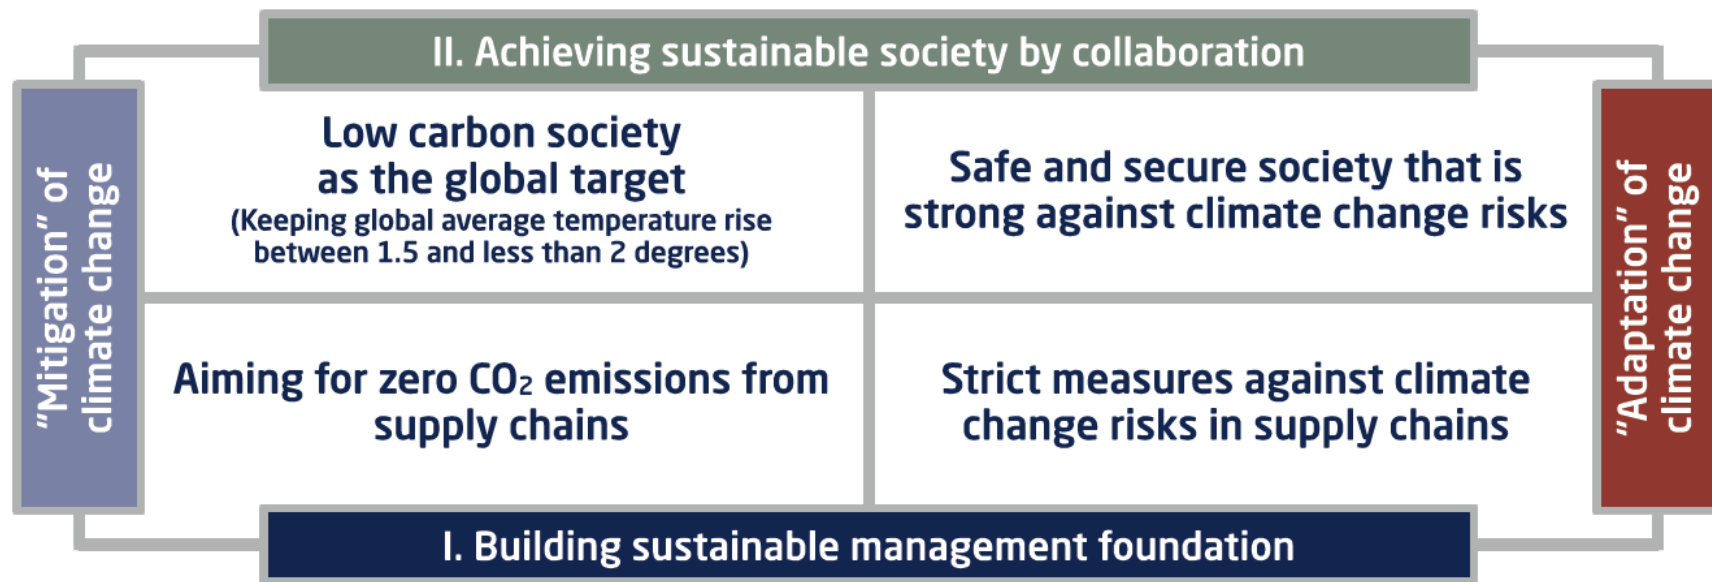 II. Achieving sustainable society by collaboration
"Mitigation" of
climate change
Low carbon society
as the global target
(Keeping global average temperature rise
between 1.5 and less than 2 degrees)
Safe and secure society that is
strong against climate change risks
"Adaptation" of
climate change
Aiming for zero CO₂ emissions from
supply chains
Strict measures against climate
change risks in supply chains
I. Building sustainable management foundation